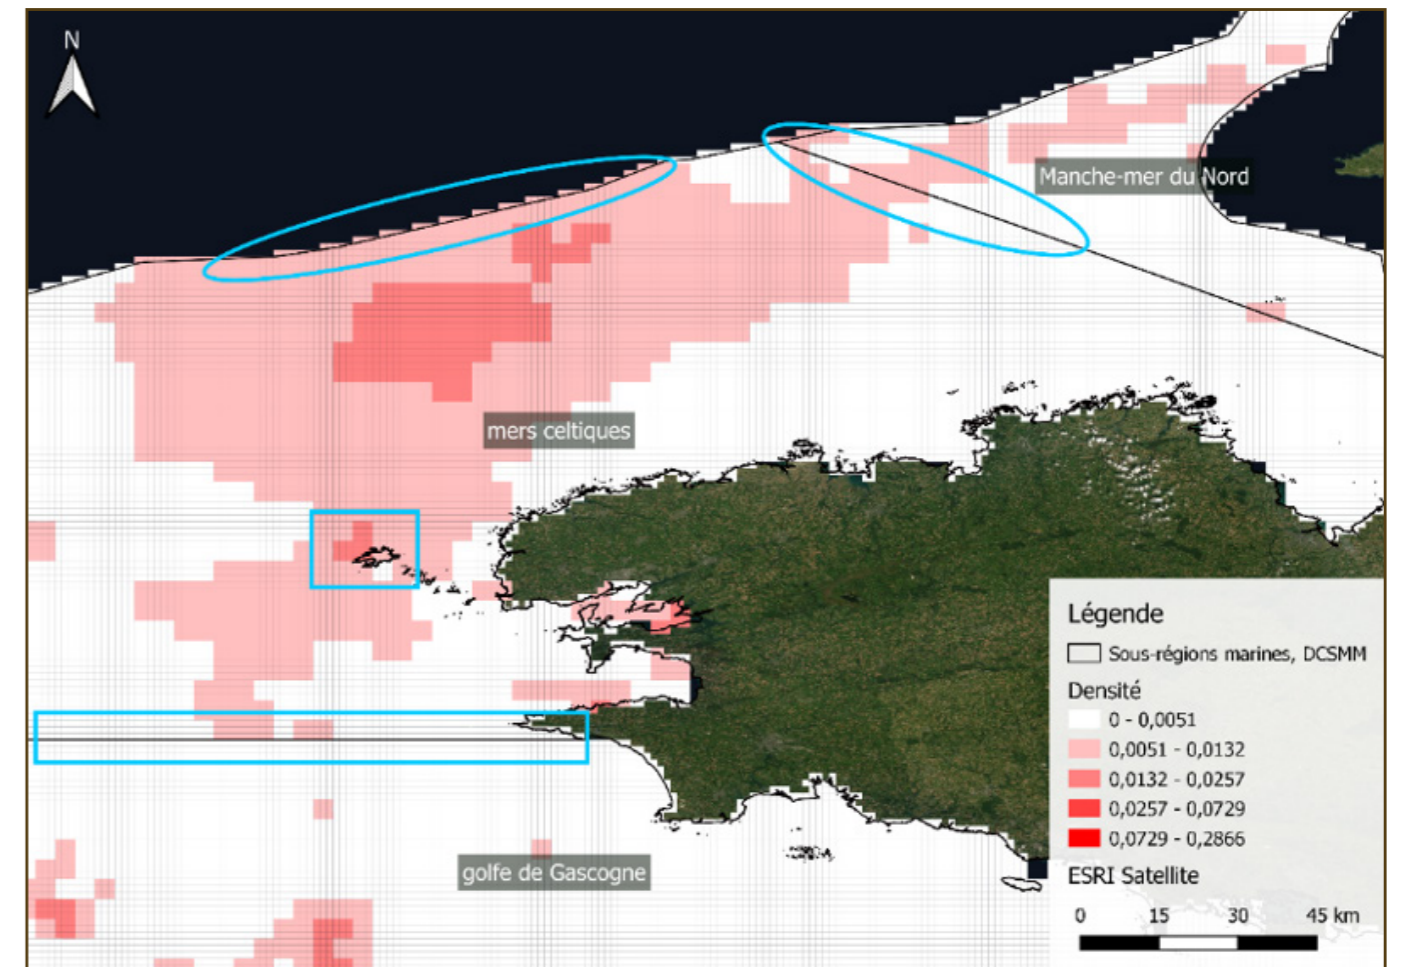 N
Manche-mer du Nord
mers celtiques
golfe de Gascogne
Légende
Sous-régions marines, DCSMM
Densité
0 - 0,0051
0,0051 - 0,0132
0,0132 - 0,0257
0,0257 - 0,0729
0,0729 - 0,2866
ESRI Satellite
0 15 30 45 km